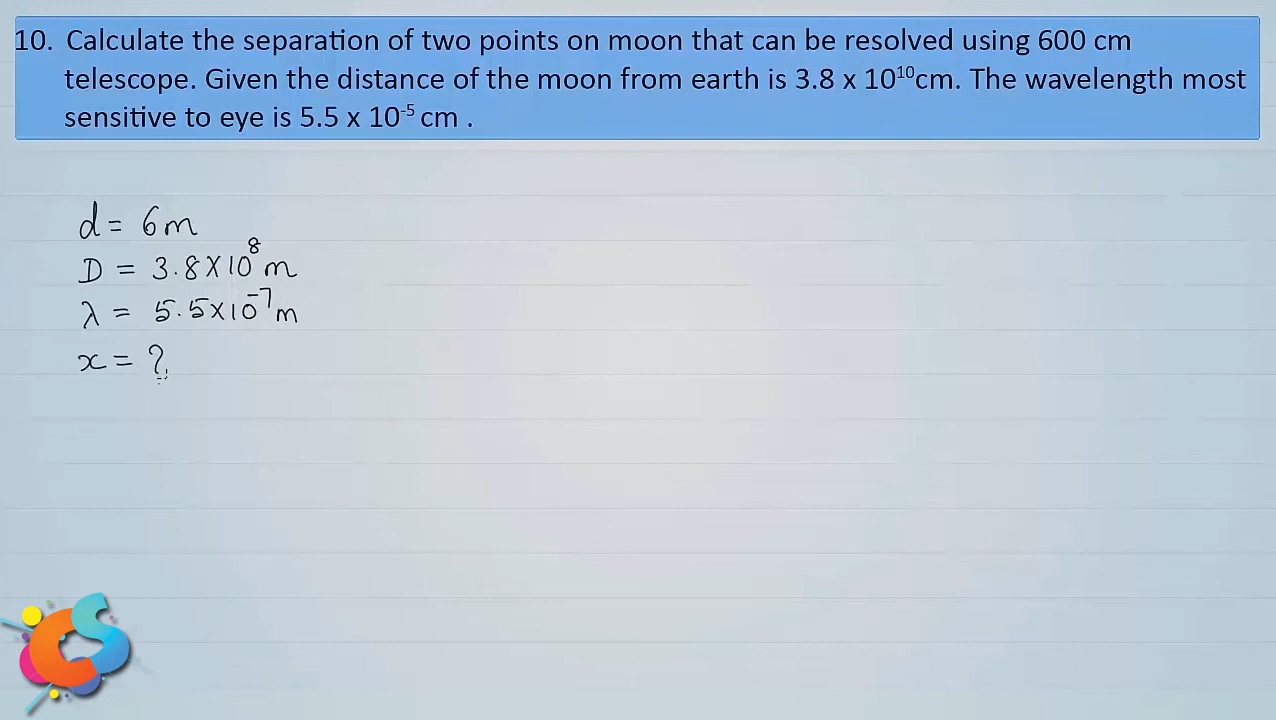 10. Calculate the separation of two points on moon that can be resolved using 600 cm
telescope. Given the distance of the moon from earth is 3.8 x 10¹⁰cm. The wavelength most
sensitive to eye is 5.5 x 10⁻⁵ cm .
d = 6m
D = 3.8×10⁸ m
λ = 5.5×10⁻⁷ m
x = ?
CS